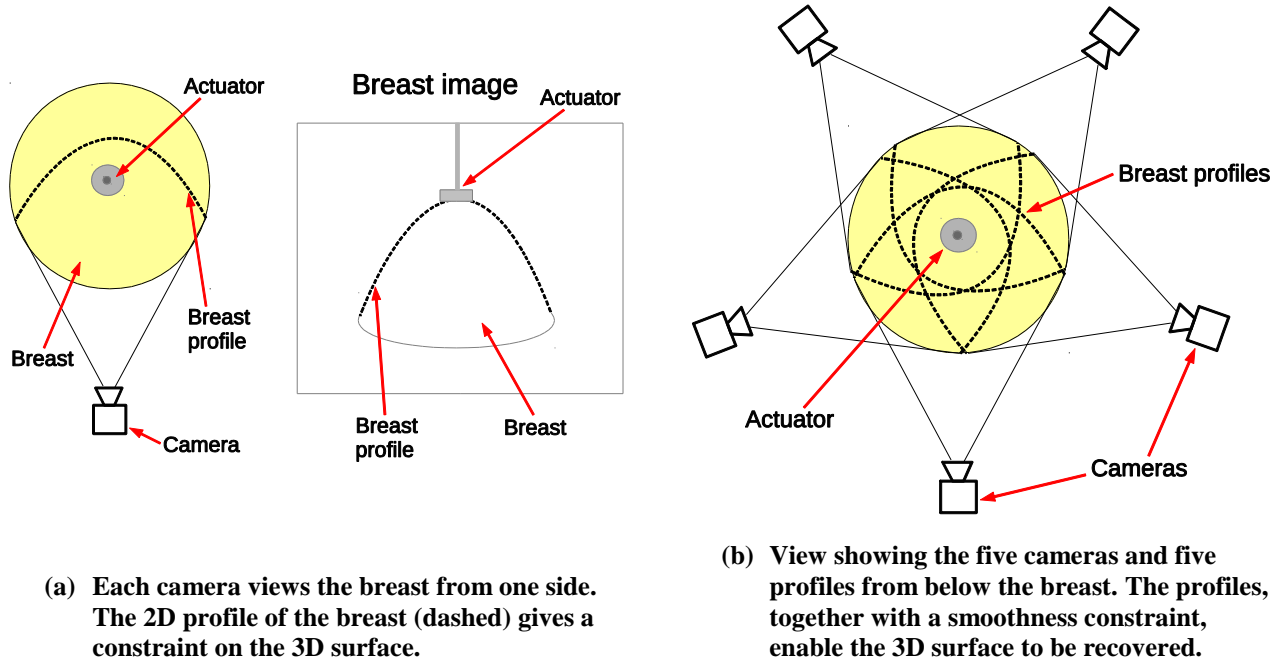 Actuator
Breast
Breast
profile
Camera
Breast image
Actuator
Breast
profile
Breast
(a) Each camera views the breast from one side.
The 2D profile of the breast (dashed) gives a
constraint on the 3D surface.
Breast profiles
Actuator
Cameras
(b) View showing the five cameras and five
profiles from below the breast. The profiles,
together with a smoothness constraint,
enable the 3D surface to be recovered.